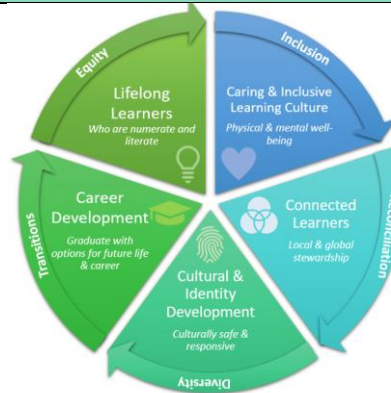 Equity
Inclusion
Lifelong
Learners
Who are numerate and
literate
Caring & Inclusive
Learning Culture
Physical & mental well-
being
Career
Development
Graduate with
options for future life
& career
Connected
Learners
Local & global
stewardship
Cultural &
Identity
Development
Culturally safe &
responsive
Transitions
Diversity